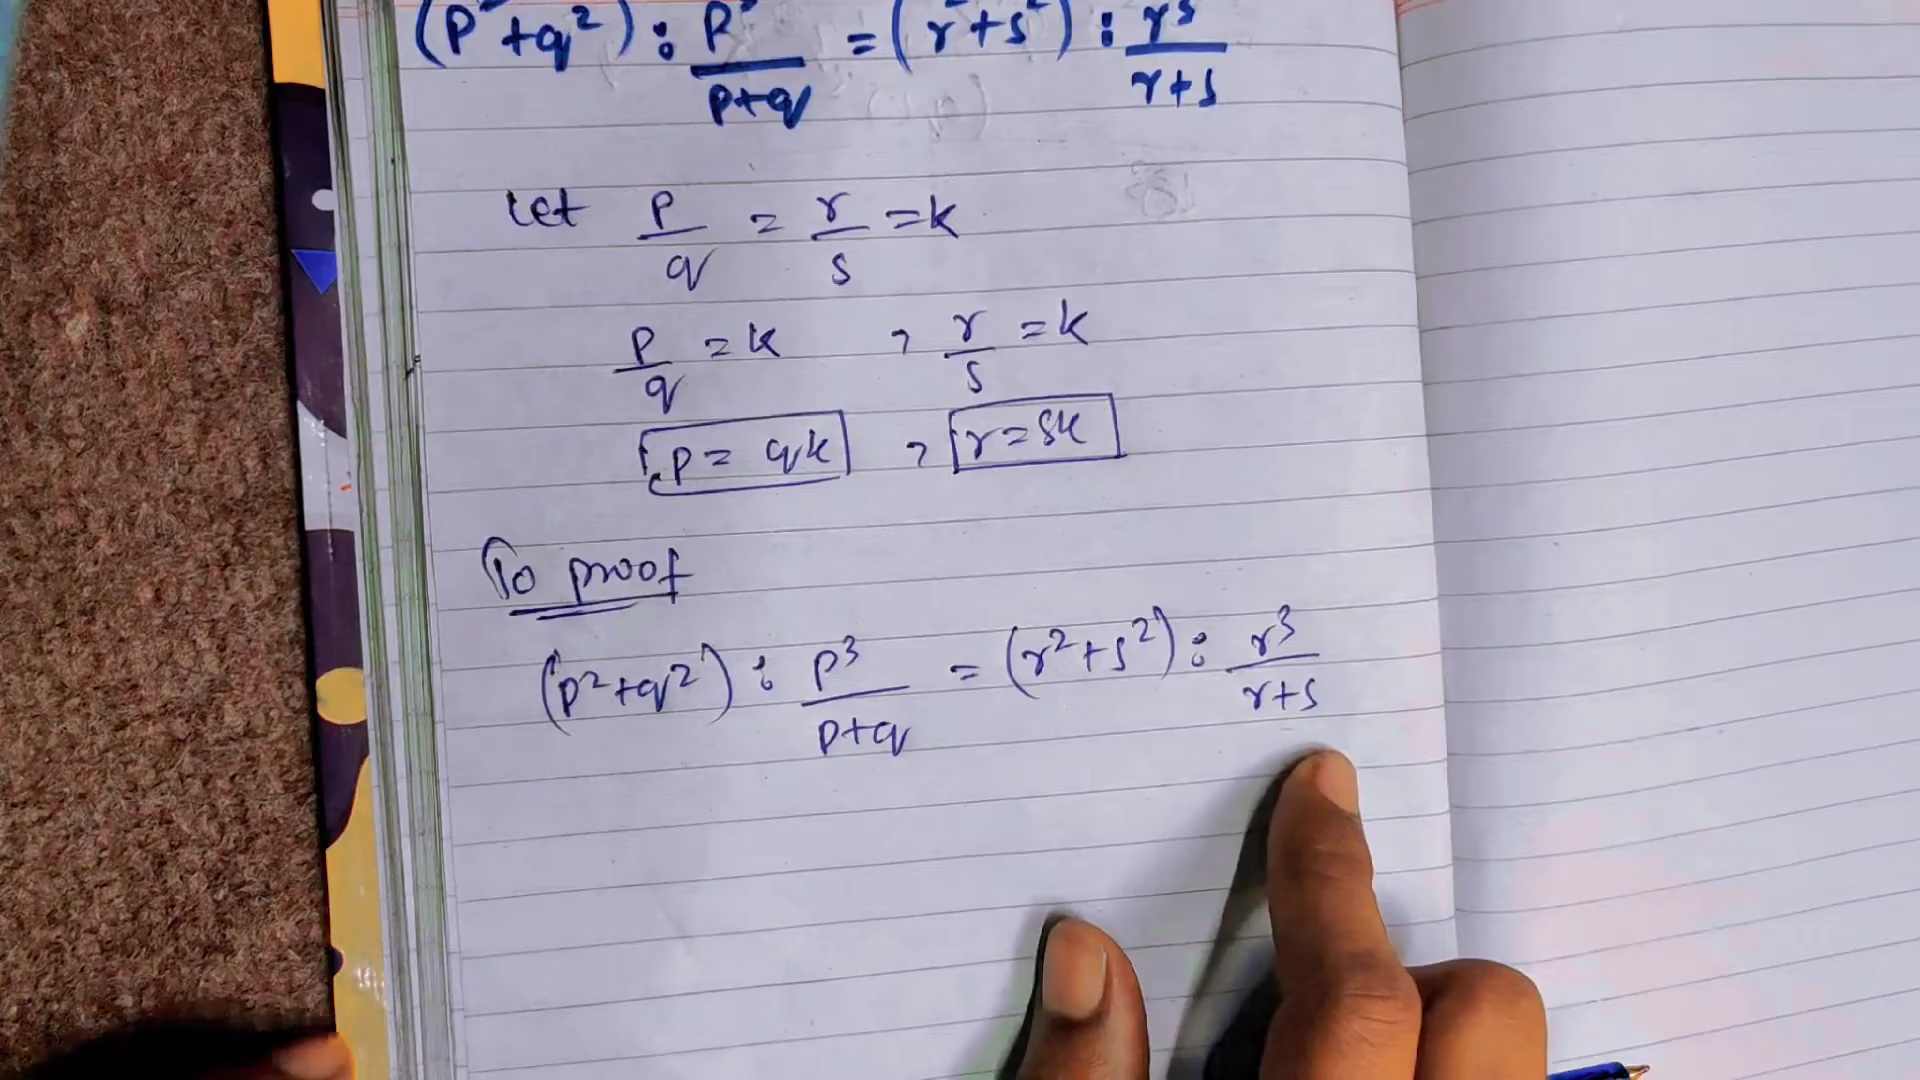 (p²+q²) : p³/p+q = (r²+s²) : r³/r+s
Let p/q = r/s = k
p/q = k , r/s = k
p = qk , r = sk
To proof
(p²+q²) : p³/p+q = (r²+s²) : r³/r+s